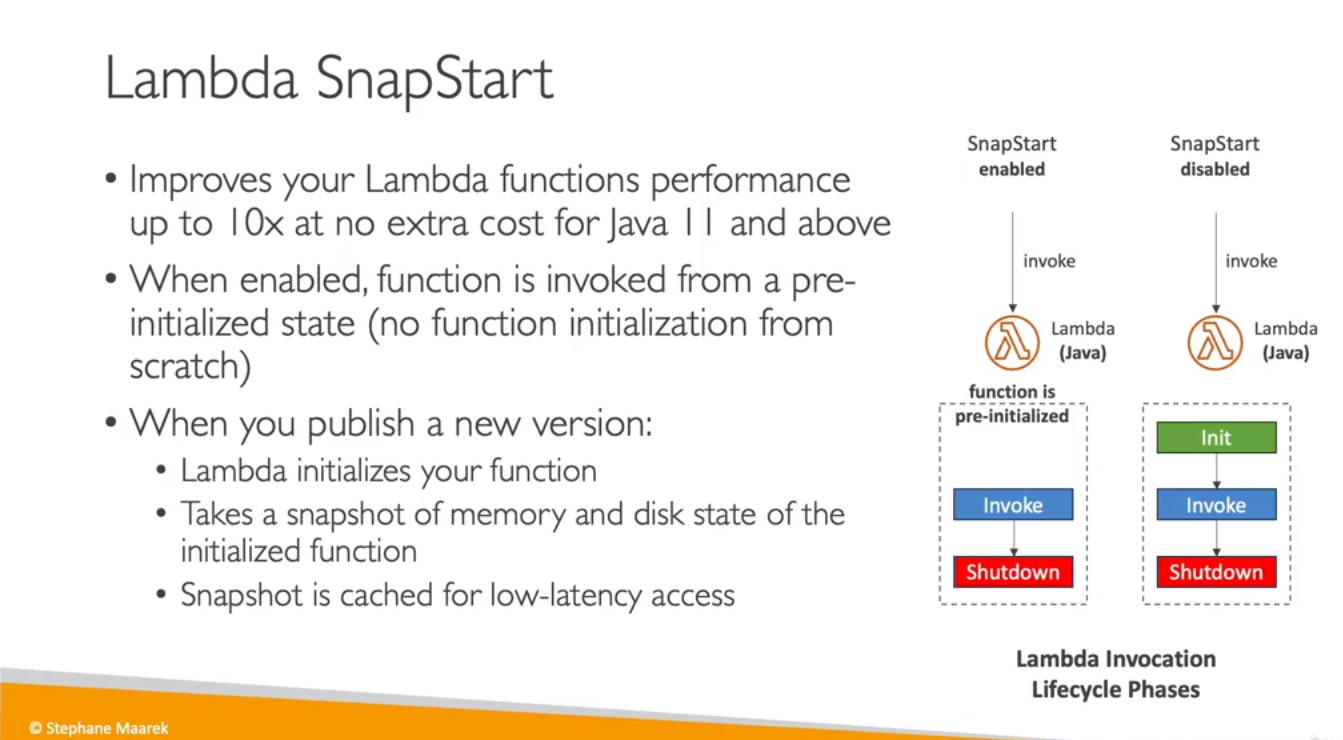 Lambda SnapStart
• Improves your Lambda functions performance
up to 10x at no extra cost for Java 11 and above
• When enabled, function is invoked from a pre-
initialized state (no function initialization from
scratch)
• When you publish a new version:
• Lambda initializes your function
• Takes a snapshot of memory and disk state of the
initialized function
• Snapshot is cached for low-latency access
SnapStart
enabled
invoke
Lambda
(Java)
function is
pre-initialized
Invoke
Shutdown
SnapStart
disabled
invoke
Lambda
(Java)
Init
Invoke
Shutdown
Lambda Invocation
Lifecycle Phases
© Stephane Maarek